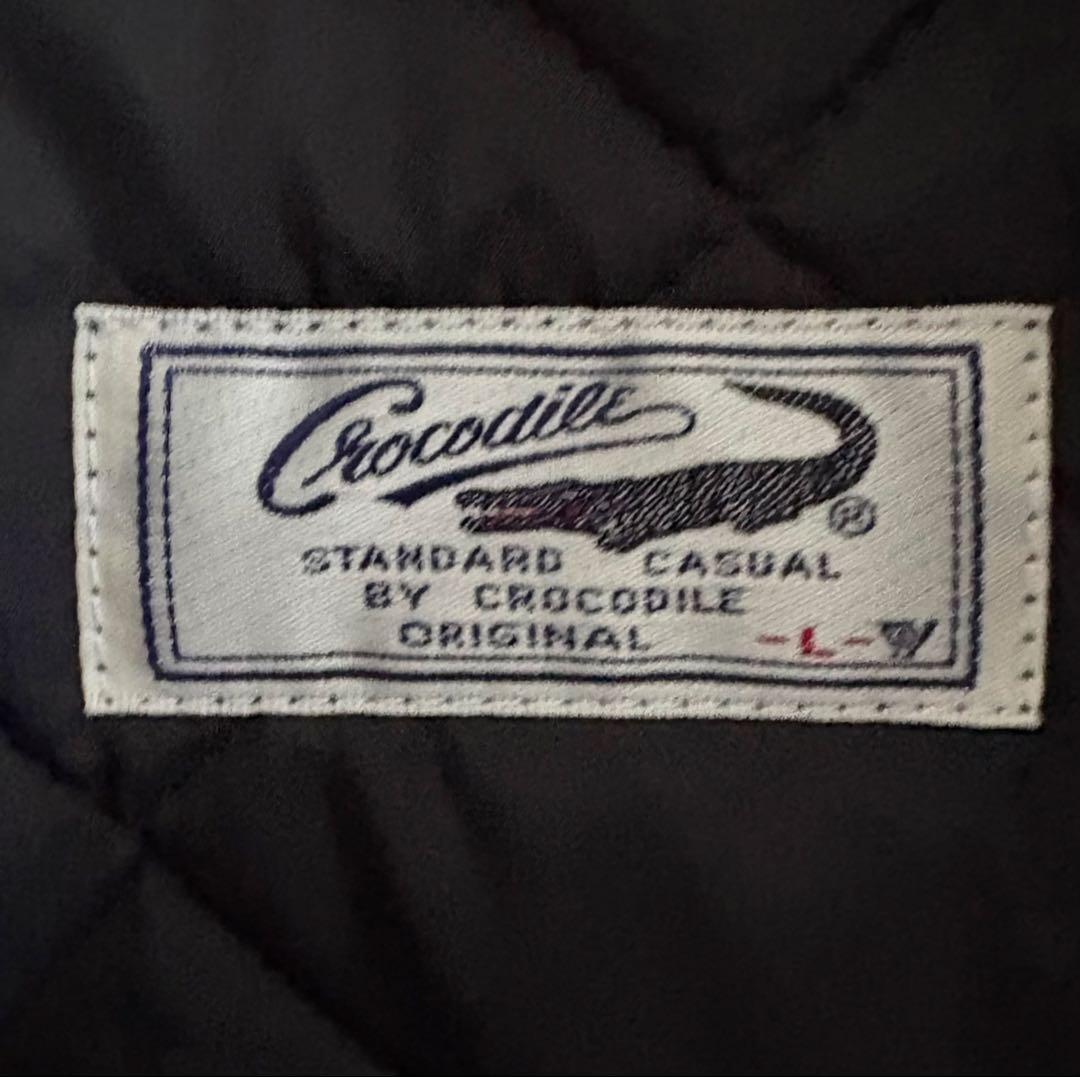 Crocodile
®
STANDARD CASUAL
BY CROCODILE
ORIGINAL -L-